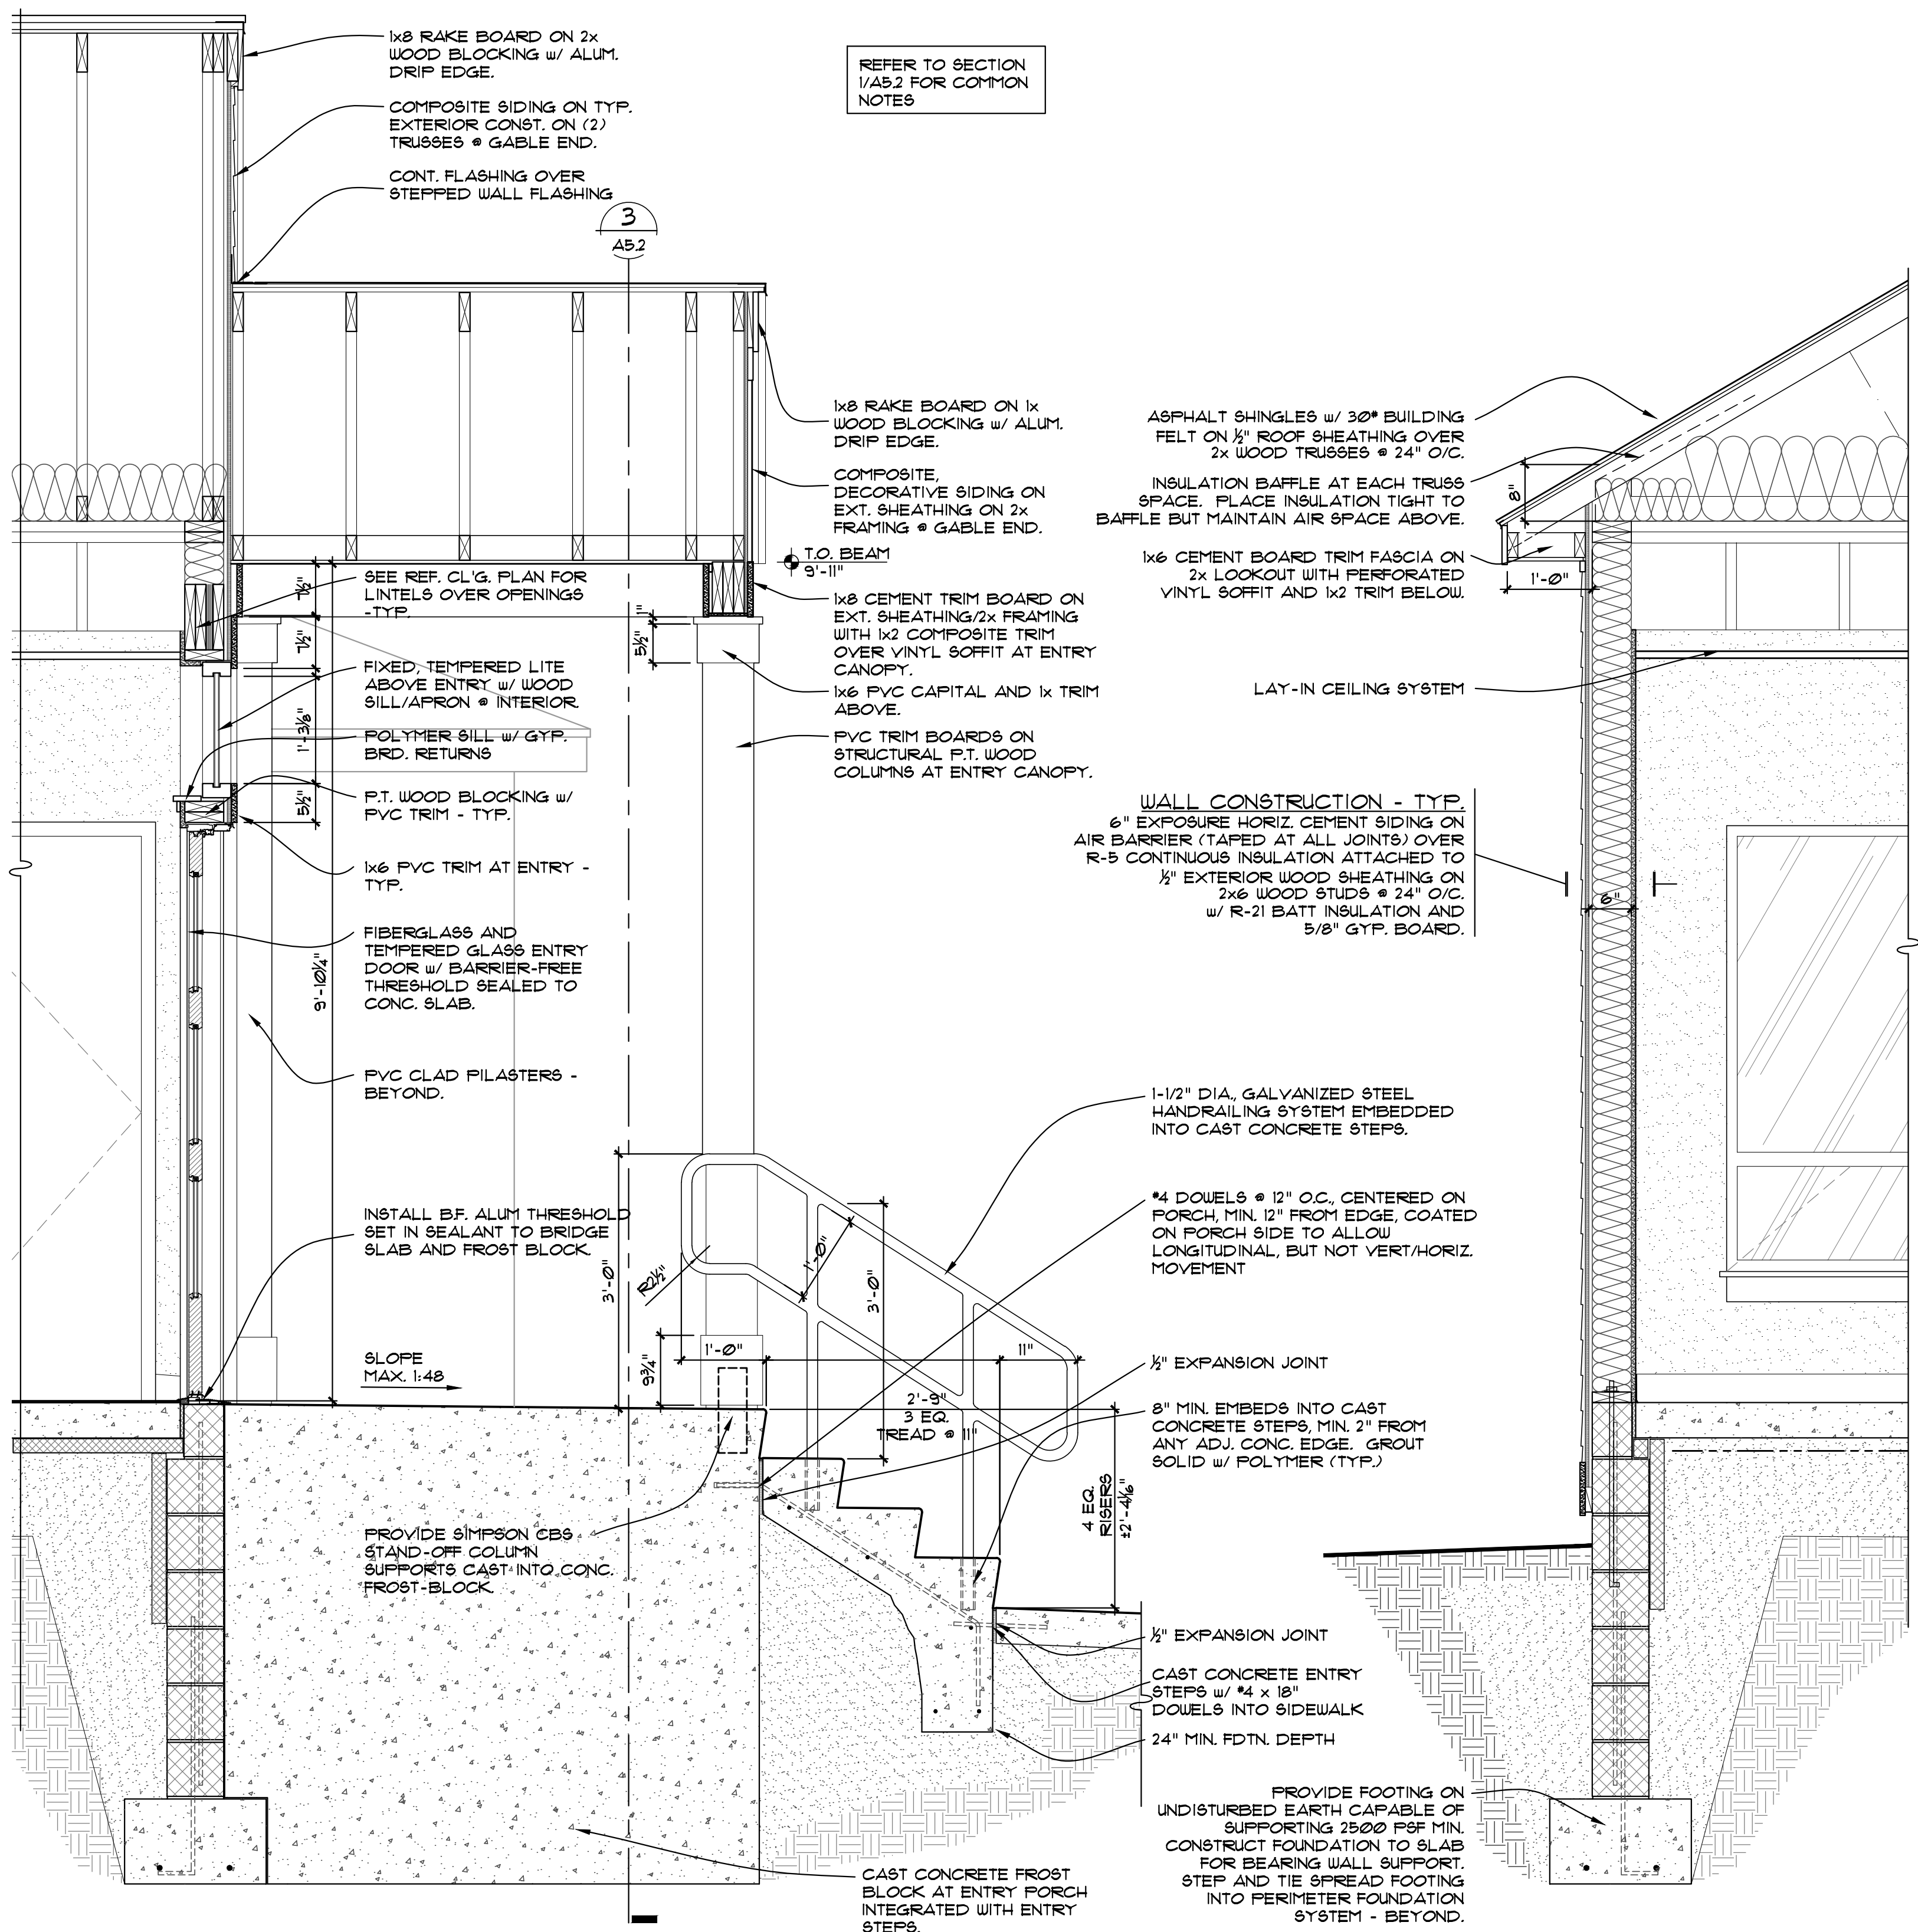 1x8 RAKE BOARD ON 2x
WOOD BLOCKING w/ ALUM.
DRIP EDGE.
COMPOSITE SIDING ON TYP.
EXTERIOR CONST. ON (2)
TRUSSES @ GABLE END.
CONT. FLASHING OVER
STEPPED WALL FLASHING
REFER TO SECTION
1/A5.2 FOR COMMON
NOTES
3
A5.2
1x8 RAKE BOARD ON 1x
WOOD BLOCKING w/ ALUM.
DRIP EDGE.
COMPOSITE,
DECORATIVE SIDING ON
EXT. SHEATHING ON 2x
FRAMING @ GABLE END.
T.O. BEAM
9'-11"
1x8 CEMENT TRIM BOARD ON
EXT. SHEATHING/2x FRAMING
WITH 1x2 COMPOSITE TRIM
OVER VINYL SOFFIT AT ENTRY
CANOPY.
1x6 PVC CAPITAL AND 1x TRIM
ABOVE.
PVC TRIM BOARDS ON
STRUCTURAL P.T. WOOD
COLUMNS AT ENTRY CANOPY.
SEE REF. CL'G. PLAN FOR
LINTELS OVER OPENINGS
-TYP.
FIXED, TEMPERED LITE
ABOVE ENTRY w/ WOOD
SILL/APRON @ INTERIOR.
POLYMER SILL w/ GYP.
BRD. RETURNS
P.T. WOOD BLOCKING w/
PVC TRIM - TYP.
1x6 PVC TRIM AT ENTRY -
TYP.
FIBERGLASS AND
TEMPERED GLASS ENTRY
DOOR w/ BARRIER-FREE
THRESHOLD SEALED TO
CONC. SLAB.
PVC CLAD PILASTERS -
BEYOND.
INSTALL B.F. ALUM THRESHOLD
SET IN SEALANT TO BRIDGE
SLAB AND FROST BLOCK.
SLOPE
MAX. 1:48
7½"
7½"
1'-3⅛"
5½"
9'-10¼"
1"
5½"
3'-0"
R2½"
1'-0"
3'-0"
9¾"
1'-0"
11"
2'-9"
3 EQ.
TREAD @ 11"
4 EQ.
RISERS
PROVIDE SIMPSON CBS
STAND-OFF COLUMN
SUPPORTS CAST INTO CONC.
FROST-BLOCK.
CAST CONCRETE FROST
BLOCK AT ENTRY PORCH
INTEGRATED WITH ENTRY
STEPS.
ASPHALT SHINGLES w/ 30# BUILDING
FELT ON ½" ROOF SHEATHING OVER
2x WOOD TRUSSES @ 24" O/C.
INSULATION BAFFLE AT EACH TRUSS
SPACE. PLACE INSULATION TIGHT TO
BAFFLE BUT MAINTAIN AIR SPACE ABOVE.
1x6 CEMENT BOARD TRIM FASCIA ON
2x LOOKOUT WITH PERFORATED
VINYL SOFFIT AND 1x2 TRIM BELOW.
8"
1'-0"
LAY-IN CEILING SYSTEM
WALL CONSTRUCTION - TYP.
6" EXPOSURE HORIZ. CEMENT SIDING ON
AIR BARRIER (TAPED AT ALL JOINTS) OVER
R-5 CONTINUOUS INSULATION ATTACHED TO
½" EXTERIOR WOOD SHEATHING ON
2x6 WOOD STUDS @ 24" O/C.
w/ R-21 BATT INSULATION AND
5/8" GYP. BOARD.
6"
1-1/2" DIA., GALVANIZED STEEL
HANDRAILING SYSTEM EMBEDDED
INTO CAST CONCRETE STEPS.
#4 DOWELS @ 12" O.C., CENTERED ON
PORCH, MIN. 12" FROM EDGE, COATED
ON PORCH SIDE TO ALLOW
LONGITUDINAL, BUT NOT VERT/HORIZ.
MOVEMENT
½" EXPANSION JOINT
8" MIN. EMBEDS INTO CAST
CONCRETE STEPS, MIN. 2" FROM
ANY ADJ. CONC. EDGE. GROUT
SOLID w/ POLYMER (TYP.)
½" EXPANSION JOINT
CAST CONCRETE ENTRY
STEPS w/ #4 x 18"
DOWELS INTO SIDEWALK
24" MIN. FDTN. DEPTH
PROVIDE FOOTING ON
UNDISTURBED EARTH CAPABLE OF
SUPPORTING 2500 PSF MIN.
CONSTRUCT FOUNDATION TO SLAB
FOR BEARING WALL SUPPORT.
STEP AND TIE SPREAD FOOTING
INTO PERIMETER FOUNDATION
SYSTEM - BEYOND.